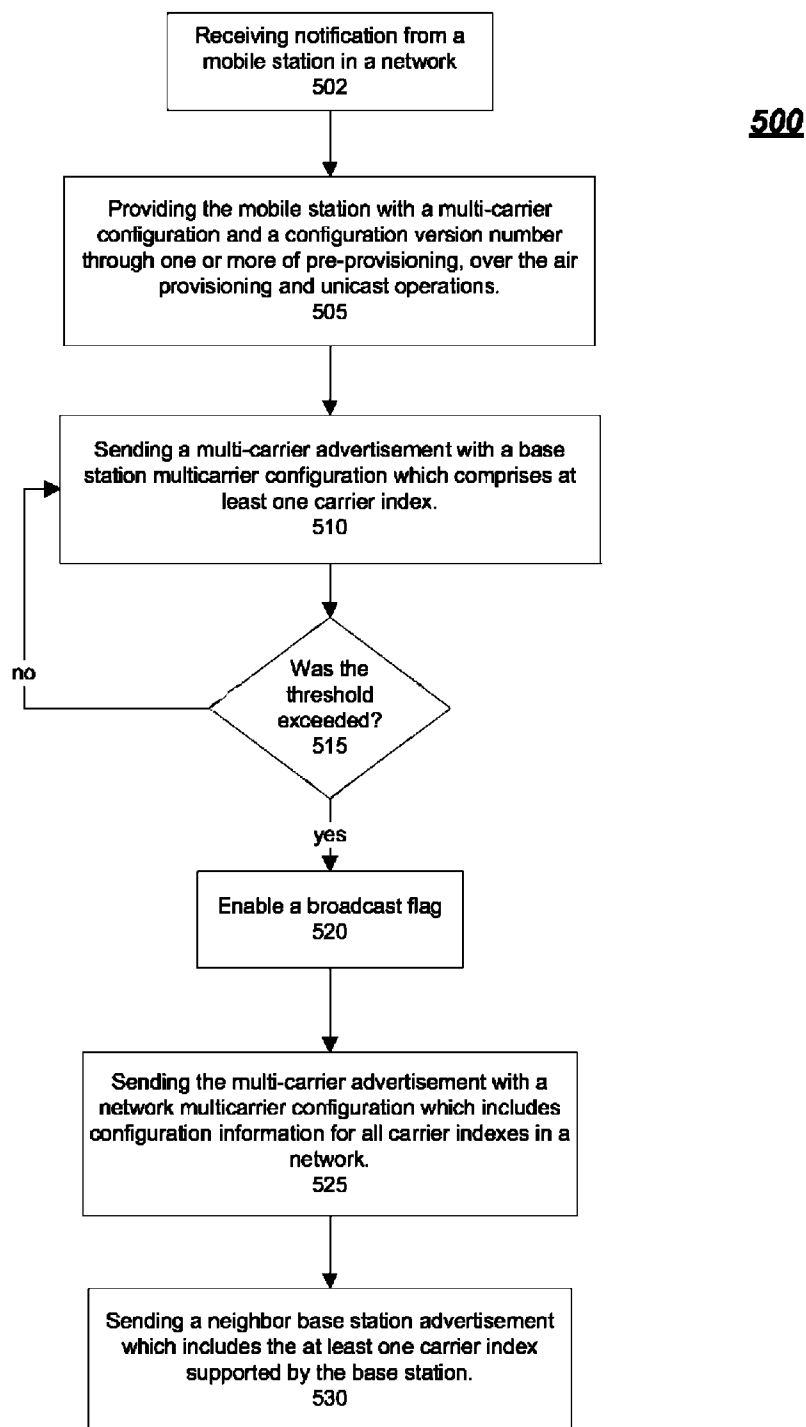 Receiving notification from a
mobile station in a network
502
500
Providing the mobile station with a multi-carrier
configuration and a configuration version number
through one or more of pre-provisioning, over the air
provisioning and unicast operations.
505
Sending a multi-carrier advertisement with a base
station multicarrier configuration which comprises at
least one carrier index.
510
no
Was the
threshold
exceeded?
515
yes
Enable a broadcast flag
520
Sending the multi-carrier advertisement with a
network multicarrier configuration which includes
configuration information for all carrier indexes in a
network.
525
Sending a neighbor base station advertisement
which includes the at least one carrier index
supported by the base station.
530